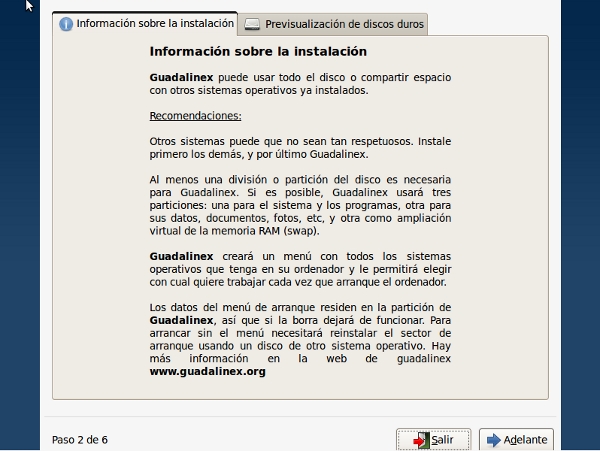 Información sobre la instalación
Previsualización de discos duros
Información sobre la instalación
Guadalinex puede usar todo el disco o compartir espacio
con otros sistemas operativos ya instalados.
Recomendaciones:
Otros sistemas puede que no sean tan respetuosos. Instale
primero los demás, y por último Guadalinex.
Al menos una división o partición del disco es necesaria
para Guadalinex. Si es posible, Guadalinex usará tres
particiones: una para el sistema y los programas, otra para
sus datos, documentos, fotos, etc, y otra como ampliación
virtual de la memoria RAM (swap).
Guadalinex creará un menú con todos los sistemas
operativos que tenga en su ordenador y le permitirá elegir
con cual quiere trabajar cada vez que arranque el ordenador.
Los datos del menú de arranque residen en la partición de
Guadalinex, así que si la borra dejará de funcionar. Para
arrancar sin el menú necesitará reinstalar el sector de
arranque usando un disco de otro sistema operativo. Hay
más información en la web de guadalinex
www.guadalinex.org
Paso 2 de 6
Salir
Adelante